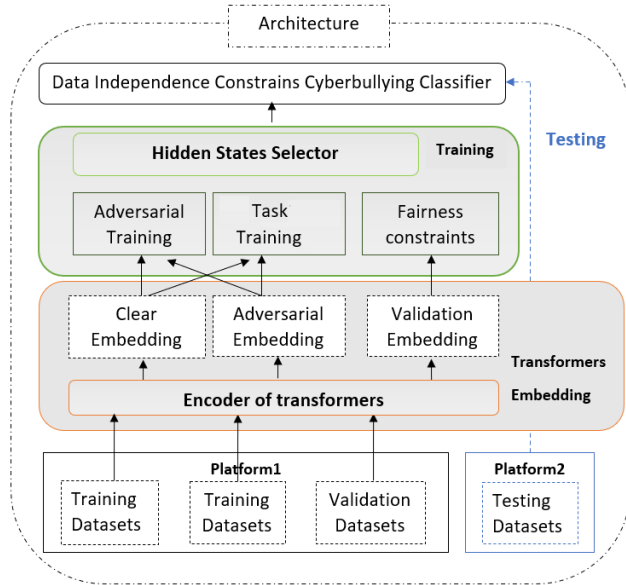 Architecture
Data Independence Constrains Cyberbullying Classifier
Testing
Hidden States Selector
Training
Adversarial
Training
Task
Training
Fairness
constraints
Clear
Embedding
Adversarial
Embedding
Validation
Embedding
Transformers
Embedding
Encoder of transformers
Platform1
Training
Datasets
Training
Datasets
Validation
Datasets
Platform2
Testing
Datasets